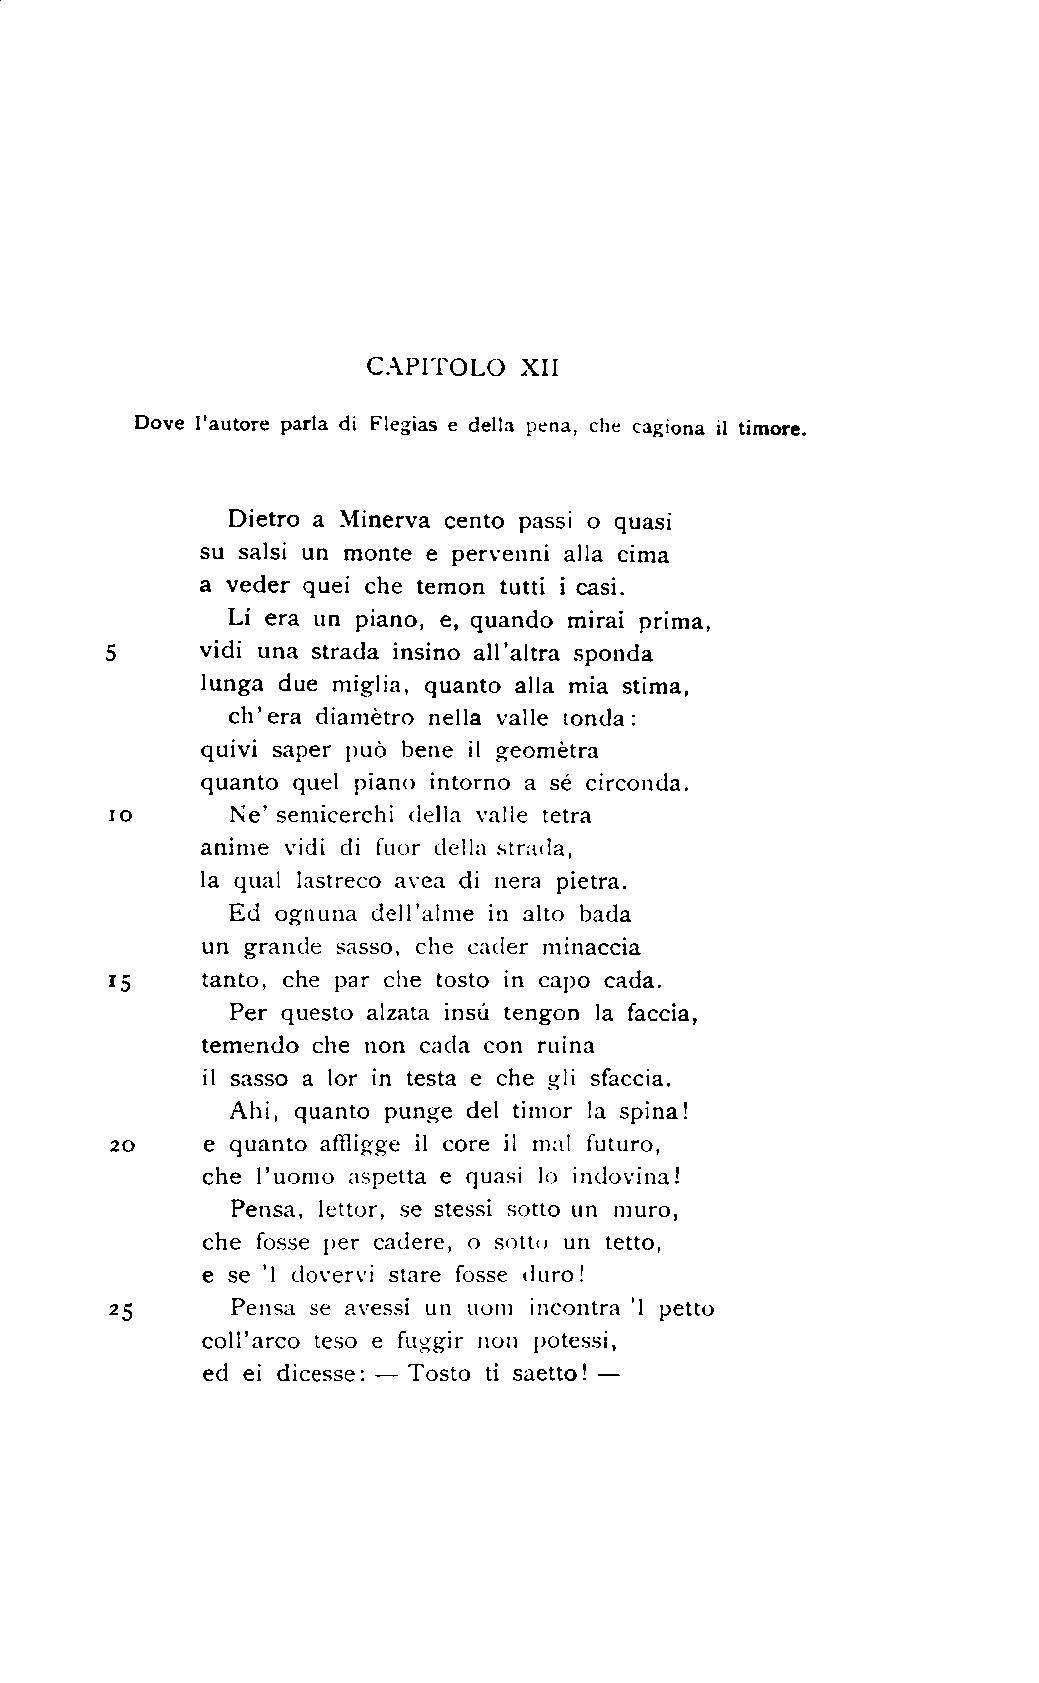 CAPITOLO XII
Dove l'autore parla di Flegias e della pena, che cagiona il timore.
Dietro a Minerva cento passi o quasi
su salsi un monte e pervenni alla cima
a veder quei che temon tutti i casi.
Lí era un piano, e, quando mirai prima,
5 vidi una strada insino all'altra sponda
lunga due miglia, quanto alla mia stima,
ch'era diamètro nella valle tonda:
quivi saper può bene il geomètra
quanto quel piano intorno a sé circonda.
10 Ne' semicerchi della valle tetra
anime vidi di fuor della strada,
la qual lastreco avea di nera pietra.
Ed ognuna dell'alme in alto bada
un grande sasso, che cader minaccia
15 tanto, che par che tosto in capo cada.
Per questo alzata insú tengon la faccia,
temendo che non cada con ruina
il sasso a lor in testa e che gli sfaccia.
Ahi, quanto punge del timor la spina!
20 e quanto affligge il core il mal futuro,
che l'uomo aspetta e quasi lo indovina!
Pensa, lettor, se stessi sotto un muro,
che fosse per cadere, o sotto un tetto,
e se 'l dovervi stare fosse duro!
25 Pensa se avessi un uom incontra 'l petto
coll'arco teso e fuggir non potessi,
ed ei dicesse: — Tosto ti saetto! —